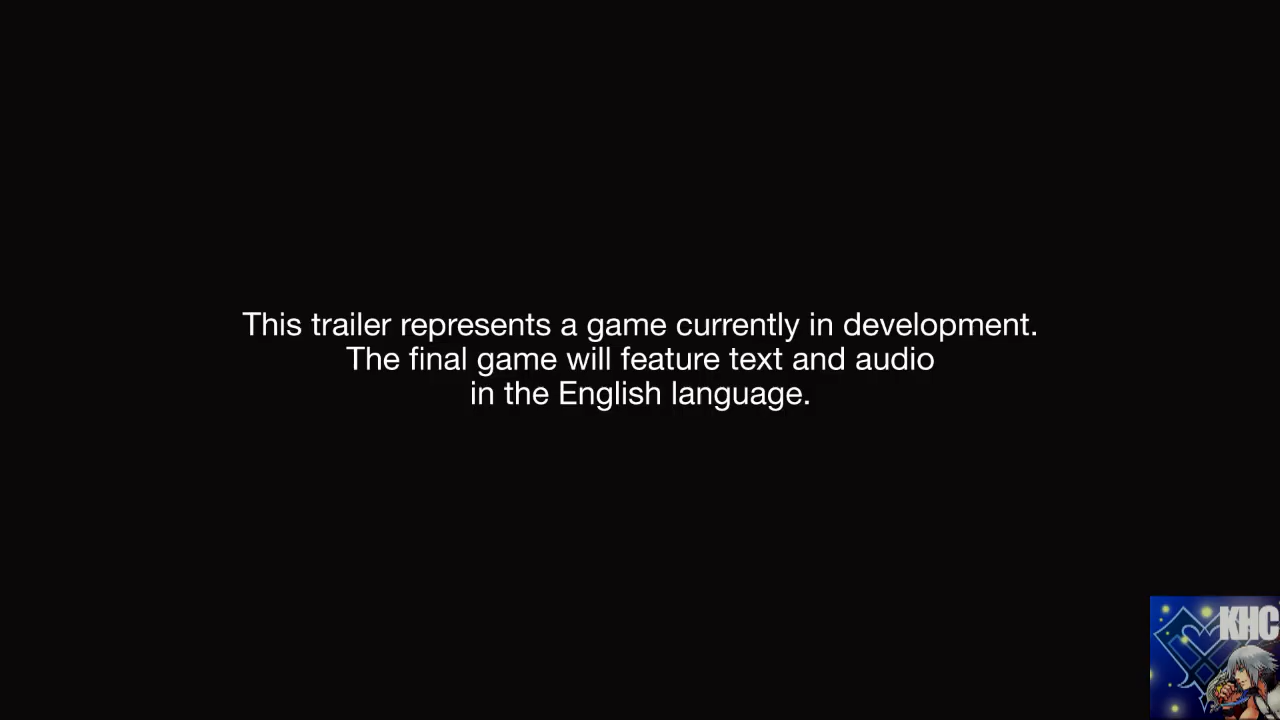 This trailer represents a game currently in development.
The final game will feature text and audio
in the English language.
KHC